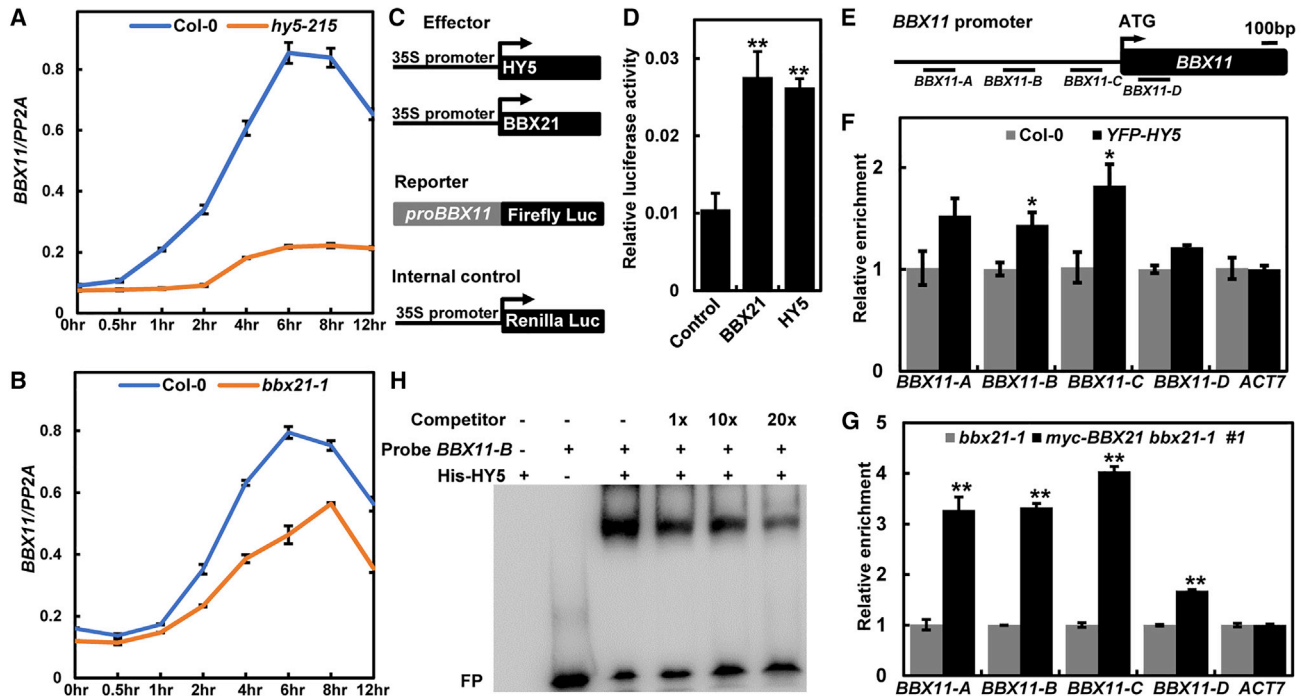 A
Col-0 hy5-215
BBX11/PP2A
0.8
0.6
0.4
0.2
0
0hr 0.5hr 1hr 2hr 4hr 6hr 8hr 12hr
B
Col-0 bbx21-1
BBX11/PP2A
0.8
0.6
0.4
0.2
0
0hr 0.5hr 1hr 2hr 4hr 6hr 8hr 12hr
C
Effector
35S promoter
HY5
35S promoter
BBX21
Reporter
proBBX11 Firefly Luc
Internal control
35S promoter
Renilla Luc
D
Relative luciferase activity
0.03
0.02
0.01
0
**
**
Control BBX21 HY5
E
BBX11 promoter
ATG
100bp
BBX11
BBX11-A BBX11-B BBX11-C
BBX11-D
F
Col-0 YFP-HY5
Relative enrichment
2
1
0
*
*
BBX11-A BBX11-B BBX11-C BBX11-D ACT7
G
bbx21-1 myc-BBX21 bbx21-1 #1
Relative enrichment
5
4
3
2
1
0
** ** ** **
BBX11-A BBX11-B BBX11-C BBX11-D ACT7
H
Competitor - - - 1x 10x 20x
Probe BBX11-B - + + + + +
His-HY5 + - + + + +
FP